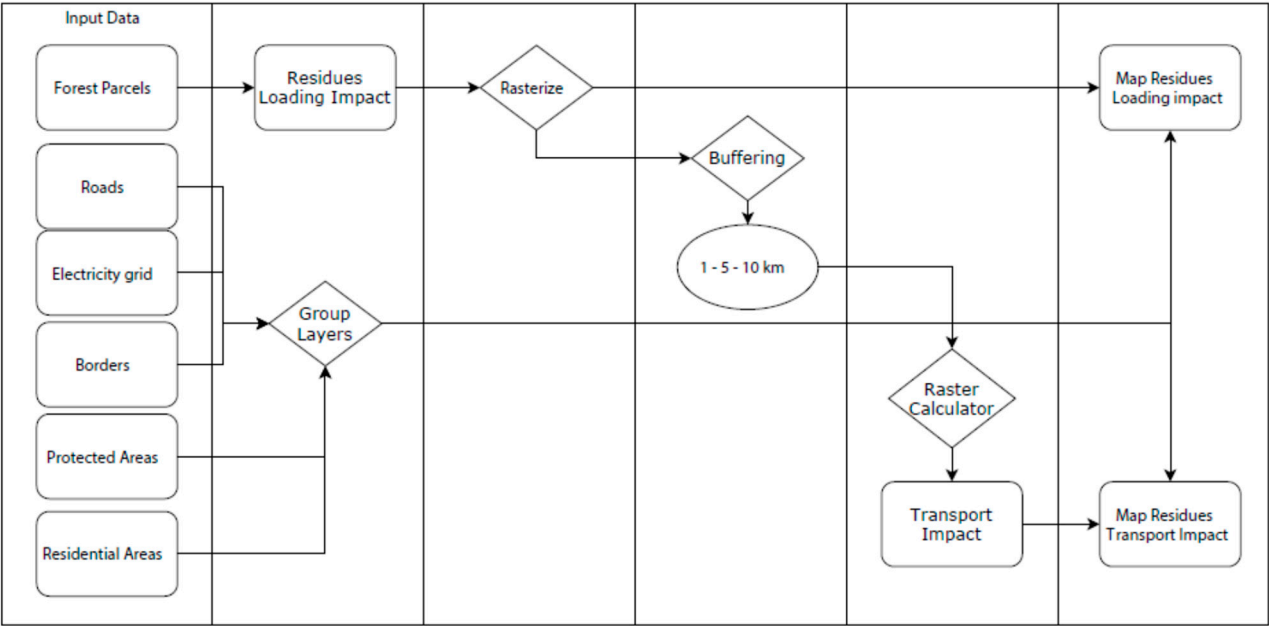 Input Data
Forest Parcels
Residues
Loading Impact
Rasterize
Map Residues
Loading impact
Buffering
Roads
Electricity grid
1 - 5 - 10 km
Group
Layers
Borders
Raster
Calculator
Protected Areas
Transport
Impact
Map Residues
Transport Impact
Residential Areas